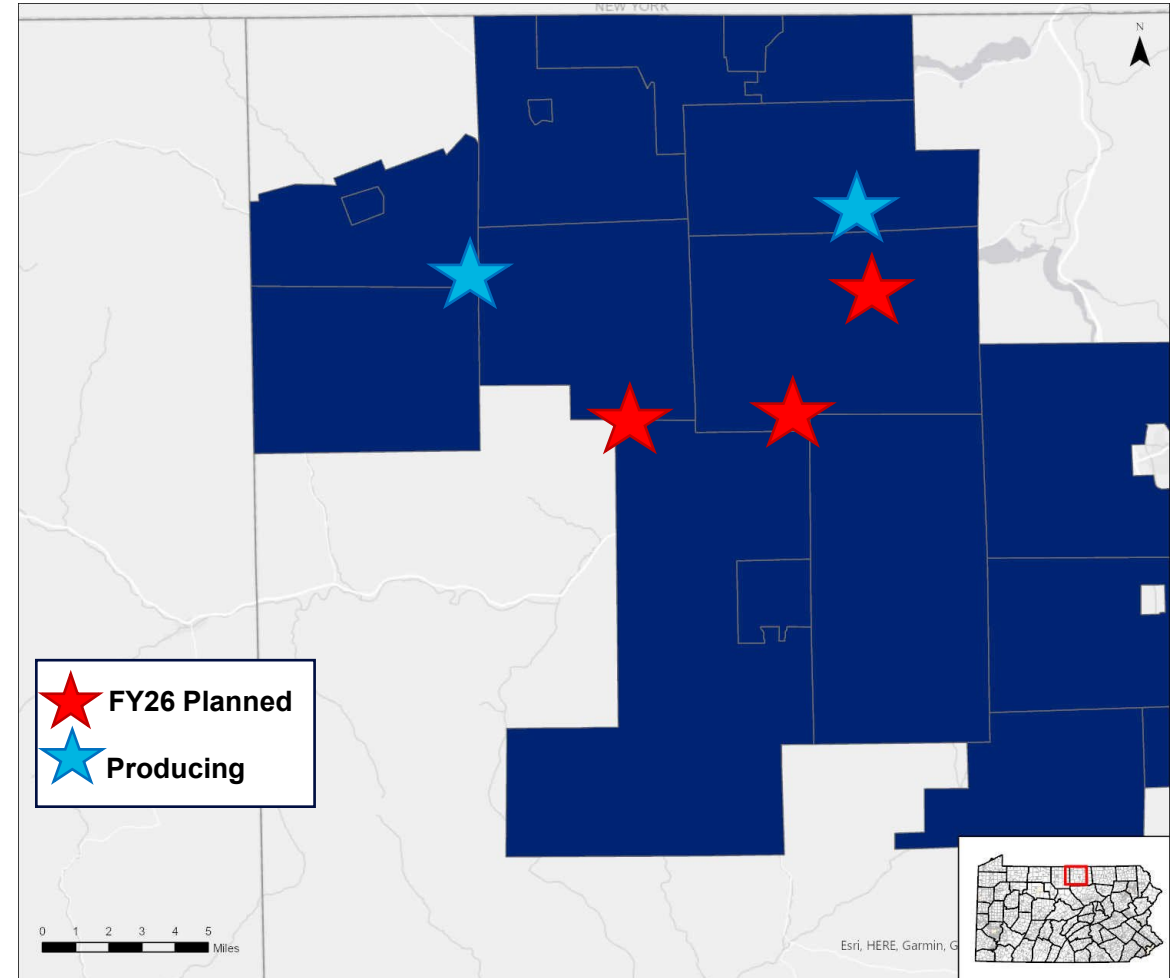 NEW YORK
N
FY26 Planned
Producing
0 1 2 3 4 5
Miles
Esri, HERE, Garmin, G